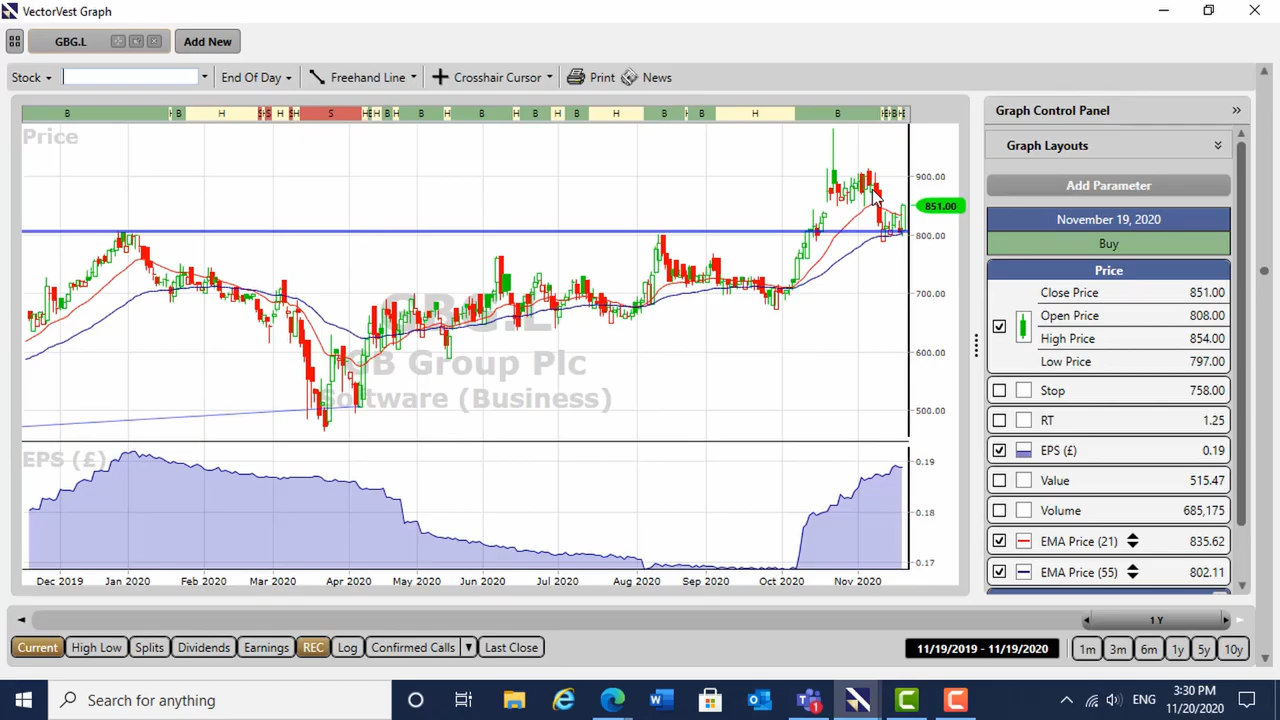 VectorVest Graph
GBG.L
Add New
Stock
End Of Day
Freehand Line
Crosshair Cursor
Print
News
B B H S H S H B H B H B H B H B H B H B H B
Price
900.00
851.00
800.00
700.00
600.00
500.00
GBG.L
GB Group Plc
Software (Business)
EPS (£)
0.19
0.18
0.17
Dec 2019 Jan 2020 Feb 2020 Mar 2020 Apr 2020 May 2020 Jun 2020 Jul 2020 Aug 2020 Sep 2020 Oct 2020 Nov 2020
Graph Control Panel
Graph Layouts
Add Parameter
November 19, 2020
Buy
Price
Close Price 851.00
Open Price 808.00
High Price 854.00
Low Price 797.00
Stop 758.00
RT 1.25
EPS (£) 0.19
Value 515.47
Volume 685,175
EMA Price (21) 835.62
EMA Price (55) 802.11
1 Y
Current High Low Splits Dividends Earnings REC Log Confirmed Calls Last Close
11/19/2019 - 11/19/2020
1m 3m 6m 1y 5y 10y
Search for anything
1
ENG
3:30 PM
11/20/2020